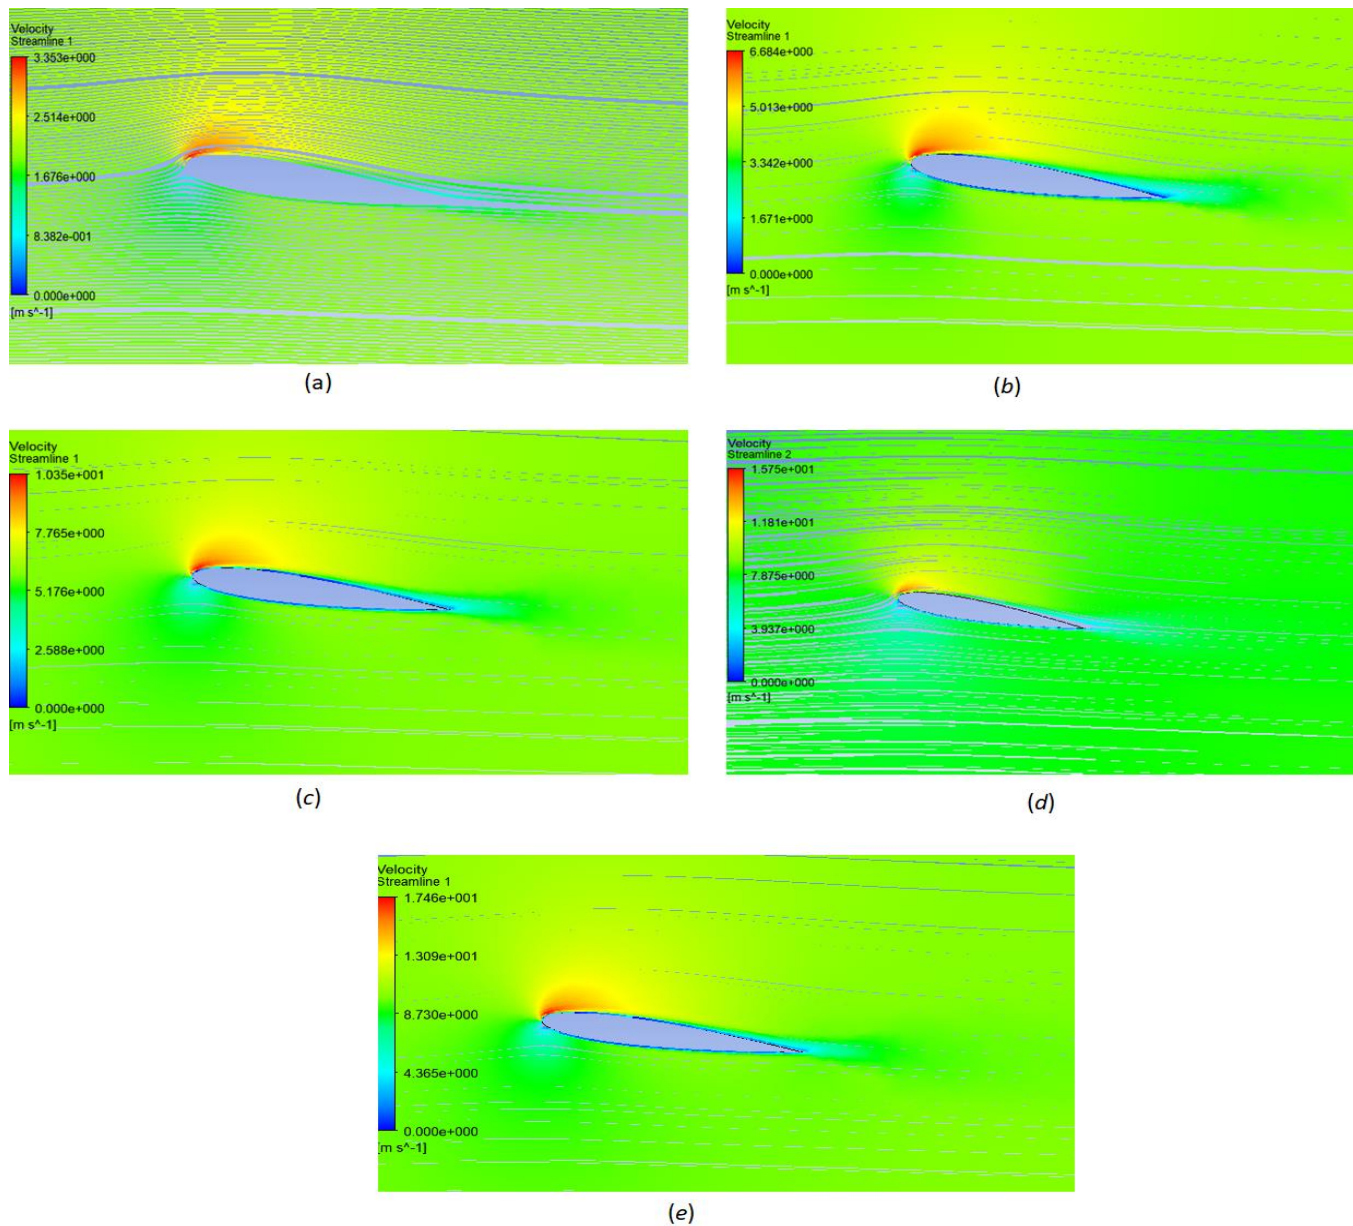 Velocity
Streamline 1
3.353e+000
2.514e+000
1.676e+000
8.382e-001
0.000e+000
[m s^-1]
(a)
Velocity
Streamline 1
6.684e+000
5.013e+000
3.342e+000
1.671e+000
0.000e+000
[m s^-1]
(b)
Velocity
Streamline 1
1.035e+001
7.765e+000
5.176e+000
2.588e+000
0.000e+000
[m s^-1]
(c)
Velocity
Streamline 2
1.575e+001
1.181e+001
7.875e+000
3.937e+000
0.000e+000
[m s^-1]
(d)
Velocity
Streamline 1
1.746e+001
1.309e+001
8.730e+000
4.365e+000
0.000e+000
[m s^-1]
(e)